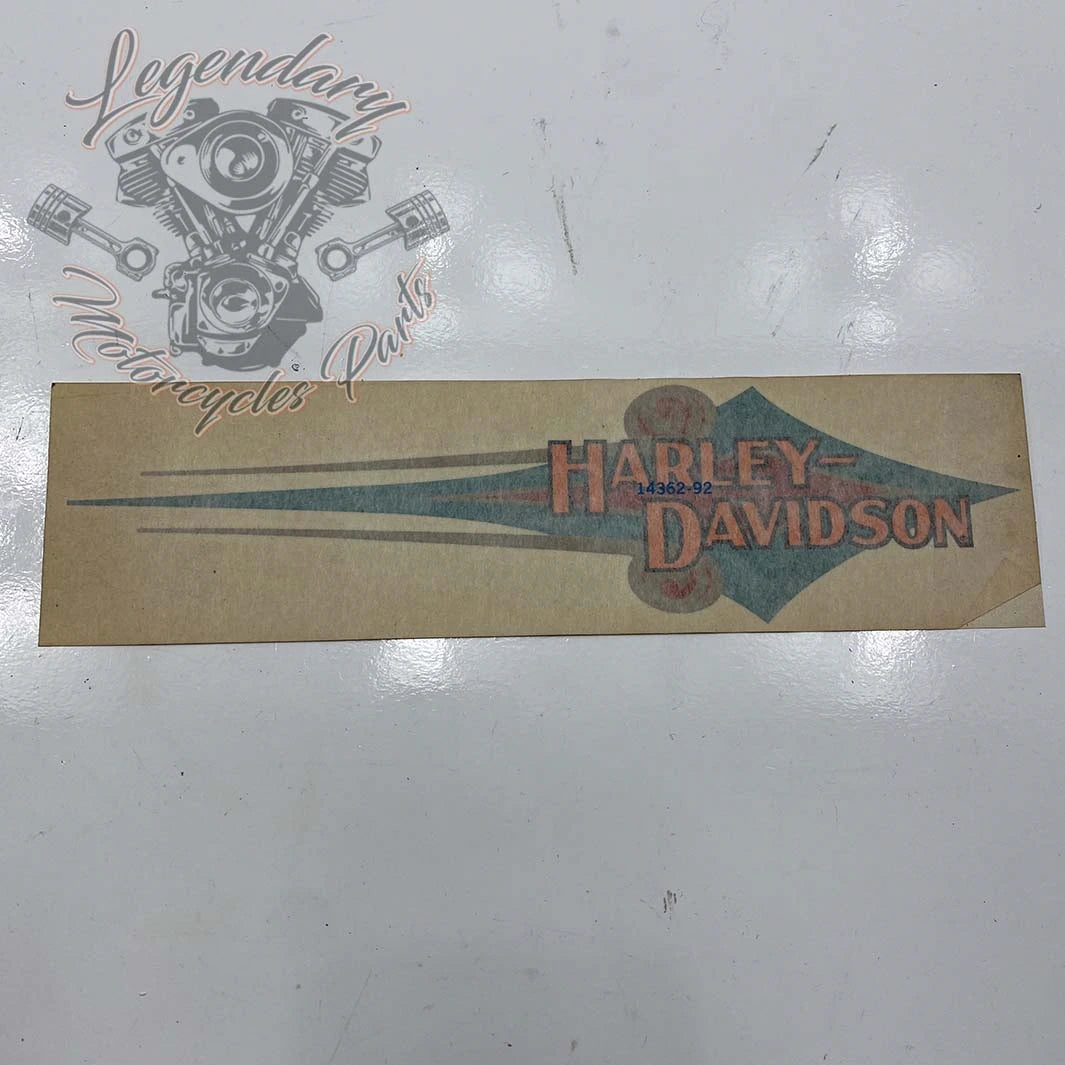 Legendary
Motorcycles Parts
HARLEY-
14362-92
DAVIDSON